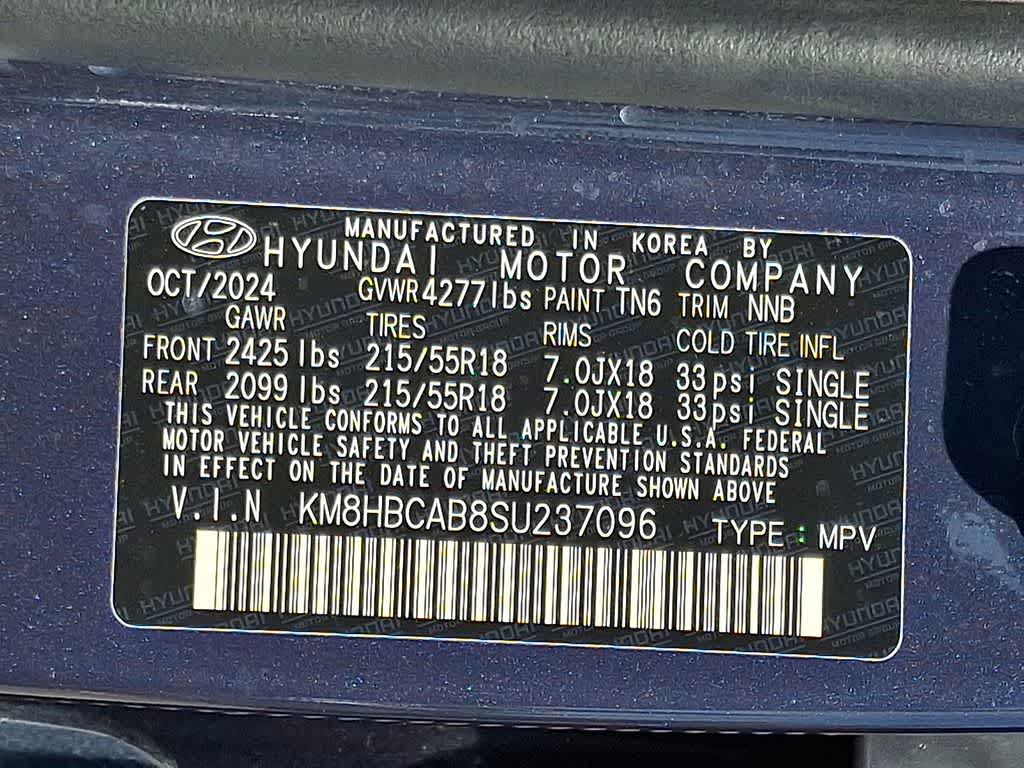 MANUFACTURED IN KOREA BY
HYUNDAI MOTOR COMPANY
OCT/2024 GVWR 4277lbs PAINT TN6 TRIM NNB
GAWR TIRES RIMS COLD TIRE INFL
FRONT 2425lbs 215/55R18 7.0JX18 33psi SINGLE
REAR 2099lbs 215/55R18 7.0JX18 33psi SINGLE
THIS VEHICLE CONFORMS TO ALL APPLICABLE U.S.A. FEDERAL
MOTOR VEHICLE SAFETY AND THEFT PREVENTION STANDARDS
IN EFFECT ON THE DATE OF MANUFACTURE SHOWN ABOVE
V.I.N KM8HBCAB8SU237096 TYPE : MPV